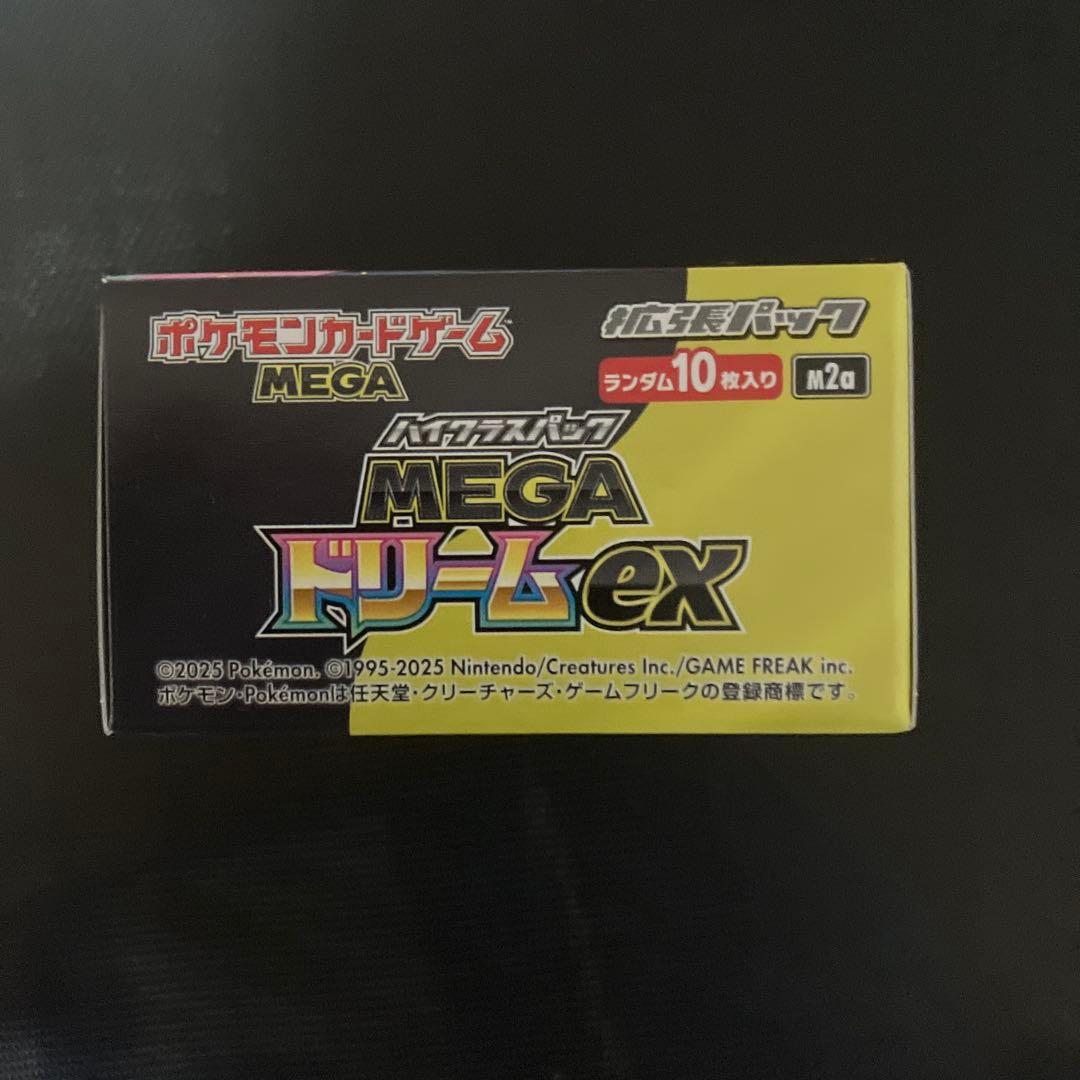 ポケモンカードゲーム™
MEGA
拡張パック
ランダム10枚入り
M2a
ハイクラスパック
MEGA
ドリームex
©2025 Pokémon. ©1995-2025 Nintendo/Creatures Inc./GAME FREAK inc.
ポケモン・Pokémonは任天堂・クリーチャーズ・ゲームフリークの登録商標です。